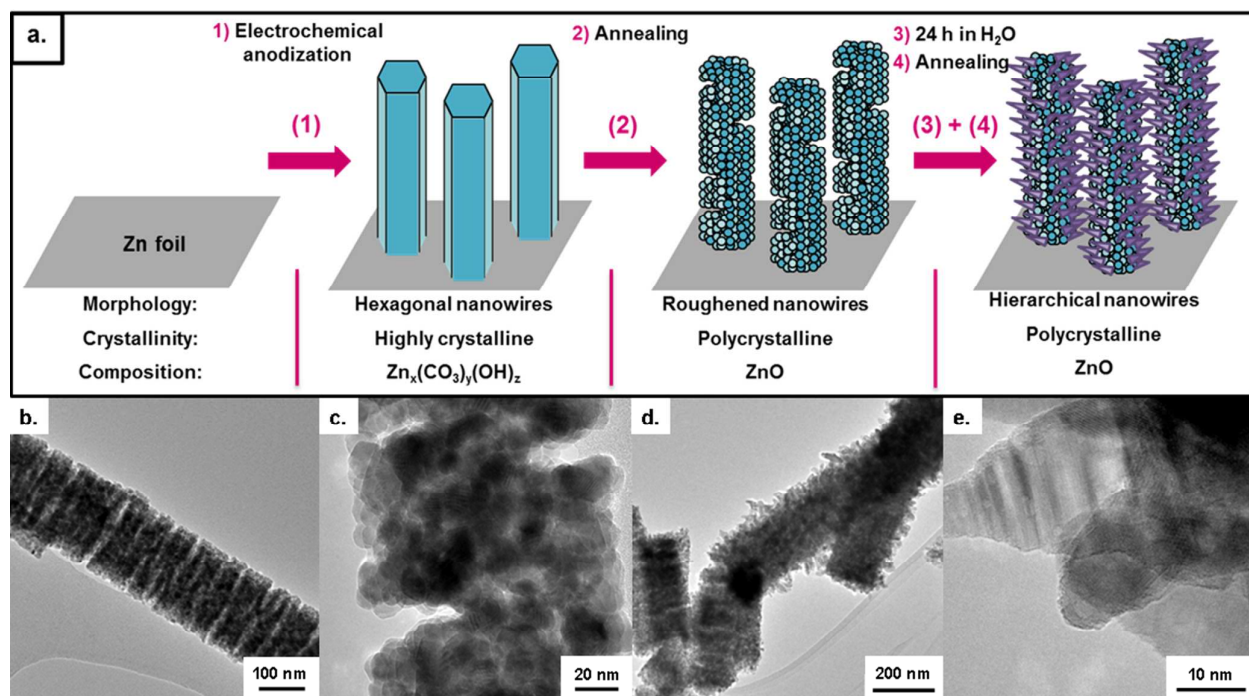 a.
1) Electrochemical
anodization
2) Annealing
3) 24 h in H₂O
4) Annealing
(1)
(2)
(3) + (4)
Zn foil
Morphology:
Hexagonal nanowires
Roughened nanowires
Hierarchical nanowires
Crystallinity:
Highly crystalline
Polycrystalline
Polycrystalline
Composition:
Znₓ(CO₃)ᵧ(OH)_z
ZnO
ZnO
b.
c.
d.
e.
100 nm
20 nm
200 nm
10 nm